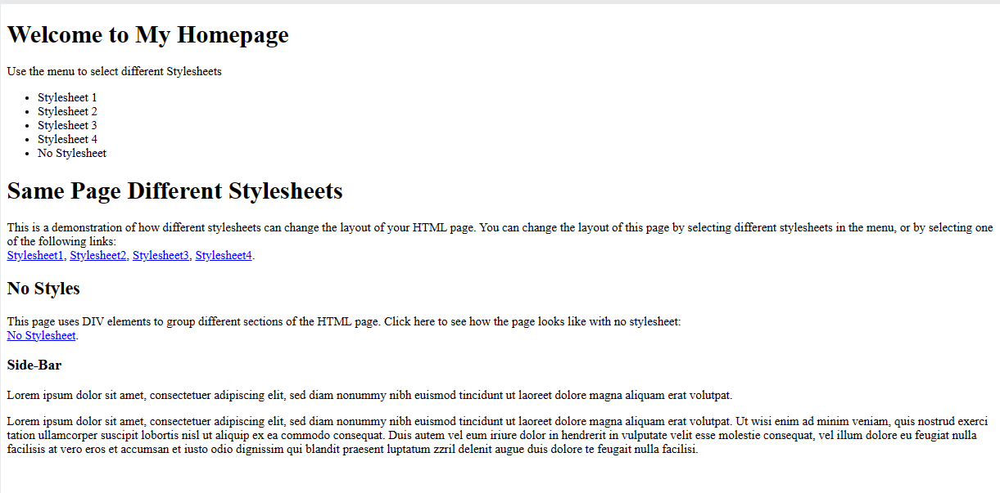 Welcome to My Homepage
Use the menu to select different Stylesheets
Stylesheet 1
Stylesheet 2
Stylesheet 3
Stylesheet 4
No Stylesheet
Same Page Different Stylesheets
This is a demonstration of how different stylesheets can change the layout of your HTML page. You can change the layout of this page by selecting different stylesheets in the menu, or by selecting one
of the following links:
Stylesheet1, Stylesheet2, Stylesheet3, Stylesheet4.
No Styles
This page uses DIV elements to group different sections of the HTML page. Click here to see how the page looks like with no stylesheet:
No Stylesheet.
Side-Bar
Lorem ipsum dolor sit amet, consectetuer adipiscing elit, sed diam nonummy nibh euismod tincidunt ut laoreet dolore magna aliquam erat volutpat.
Lorem ipsum dolor sit amet, consectetuer adipiscing elit, sed diam nonummy nibh euismod tincidunt ut laoreet dolore magna aliquam erat volutpat. Ut wisi enim ad minim veniam, quis nostrud exerci
tation ullamcorper suscipit lobortis nisl ut aliquip ex ea commodo consequat. Duis autem vel eum iriure dolor in hendrerit in vulputate velit esse molestie consequat, vel illum dolore eu feugiat nulla
facilisis at vero eros et accumsan et iusto odio dignissim qui blandit praesent luptatum zzril delenit augue duis dolore te feugait nulla facilisi.